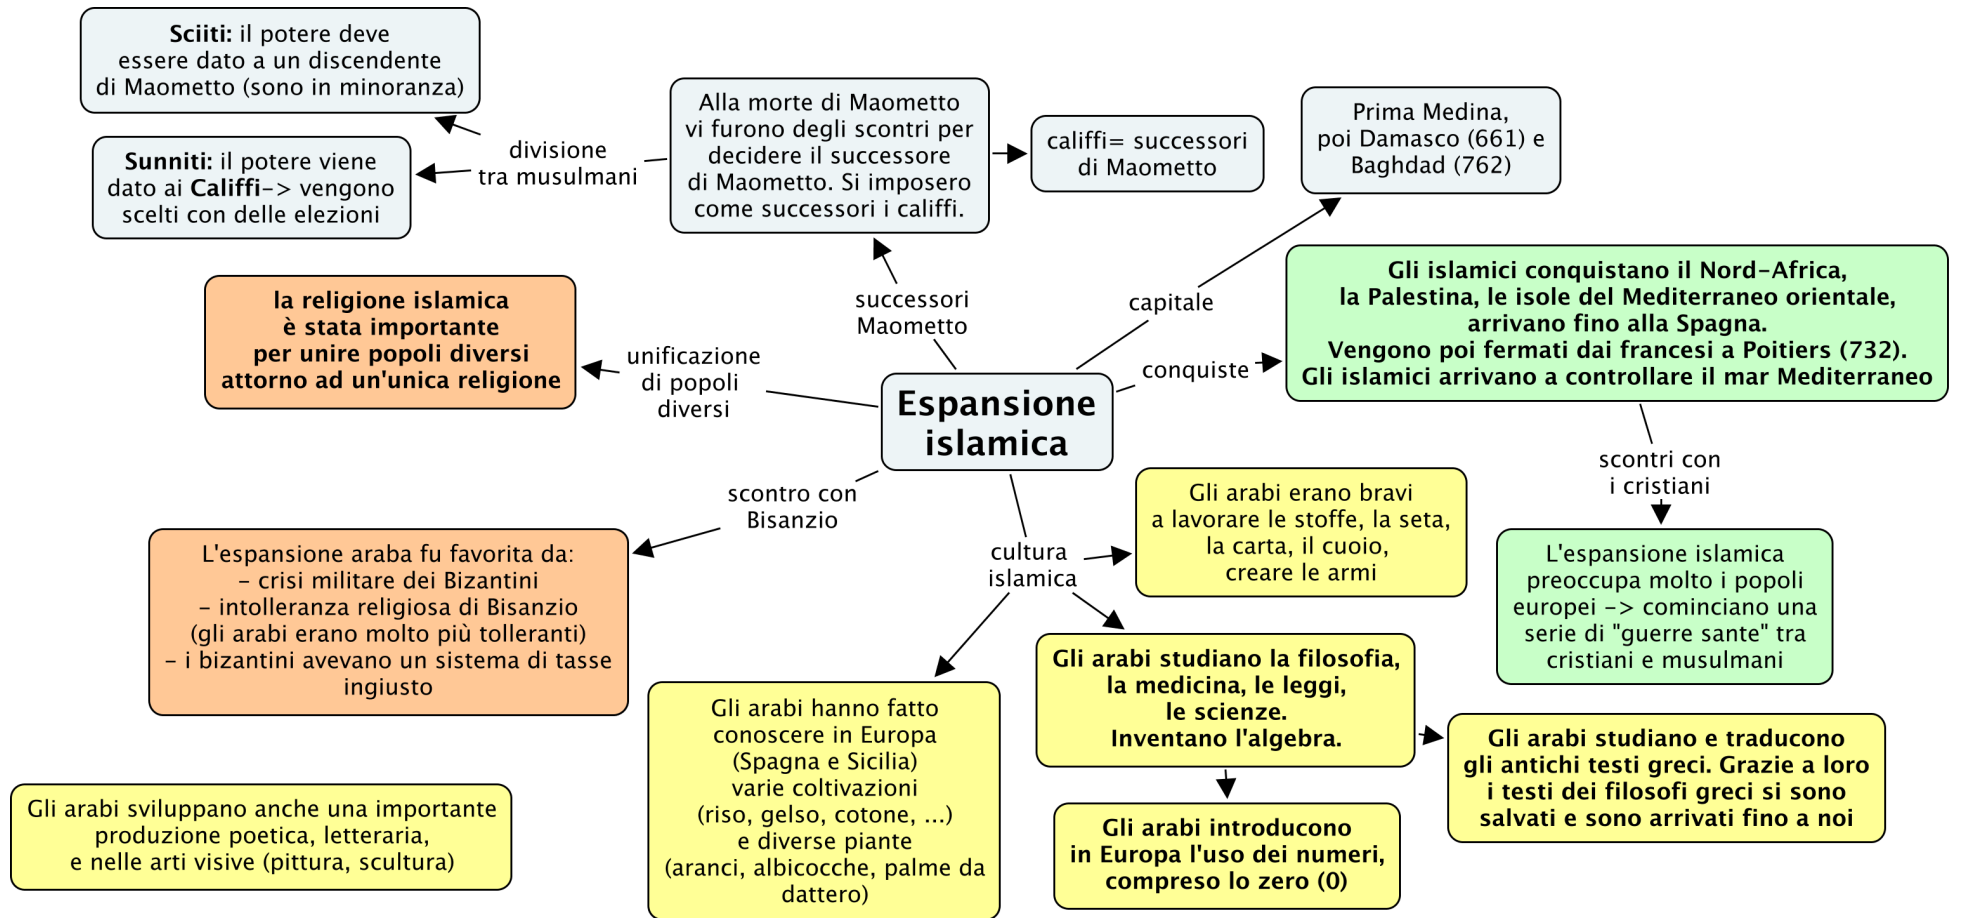 Sciiti: il potere deve
essere dato a un discendente
di Maometto (sono in minoranza)
Sunniti: il potere viene
dato ai Califfi-> vengono
scelti con delle elezioni
divisione
tra musulmani
Alla morte di Maometto
vi furono degli scontri per
decidere il successore
di Maometto. Si imposero
come successori i califfi.
califfi= successori
di Maometto
Prima Medina,
poi Damasco (661) e
Baghdad (762)
successori
Maometto
capitale
Gli islamici conquistano il Nord-Africa,
la Palestina, le isole del Mediterraneo orientale,
arrivano fino alla Spagna.
Vengono poi fermati dai francesi a Poitiers (732).
Gli islamici arrivano a controllare il mar Mediterraneo
conquiste
la religione islamica
è stata importante
per unire popoli diversi
attorno ad un'unica religione
unificazione
di popoli
diversi
Espansione
islamica
scontro con
Bisanzio
scontri con
i cristiani
L'espansione araba fu favorita da:
- crisi militare dei Bizantini
- intolleranza religiosa di Bisanzio
(gli arabi erano molto più tolleranti)
- i bizantini avevano un sistema di tasse
ingiusto
cultura
islamica
Gli arabi erano bravi
a lavorare le stoffe, la seta,
la carta, il cuoio,
creare le armi
L'espansione islamica
preoccupa molto i popoli
europei -> cominciano una
serie di "guerre sante" tra
cristiani e musulmani
Gli arabi studiano la filosofia,
la medicina, le leggi,
le scienze.
Inventano l'algebra.
Gli arabi hanno fatto
conoscere in Europa
(Spagna e Sicilia)
varie coltivazioni
(riso, gelso, cotone, ...)
e diverse piante
(aranci, albicocche, palme da
dattero)
Gli arabi studiano e traducono
gli antichi testi greci. Grazie a loro
i testi dei filosofi greci si sono
salvati e sono arrivati fino a noi
Gli arabi introducono
in Europa l'uso dei numeri,
compreso lo zero (0)
Gli arabi sviluppano anche una importante
produzione poetica, letteraria,
e nelle arti visive (pittura, scultura)